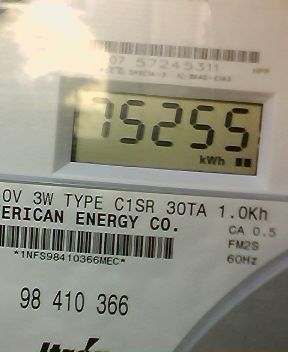 07 57245311
75255
kWh
0V 3W TYPE C1SR 30TA 1.0Kh
ERICAN ENERGY CO.
CA 0.5
FM2S
60Hz
*1NFS98410366MEC*
98 410 366
Itron